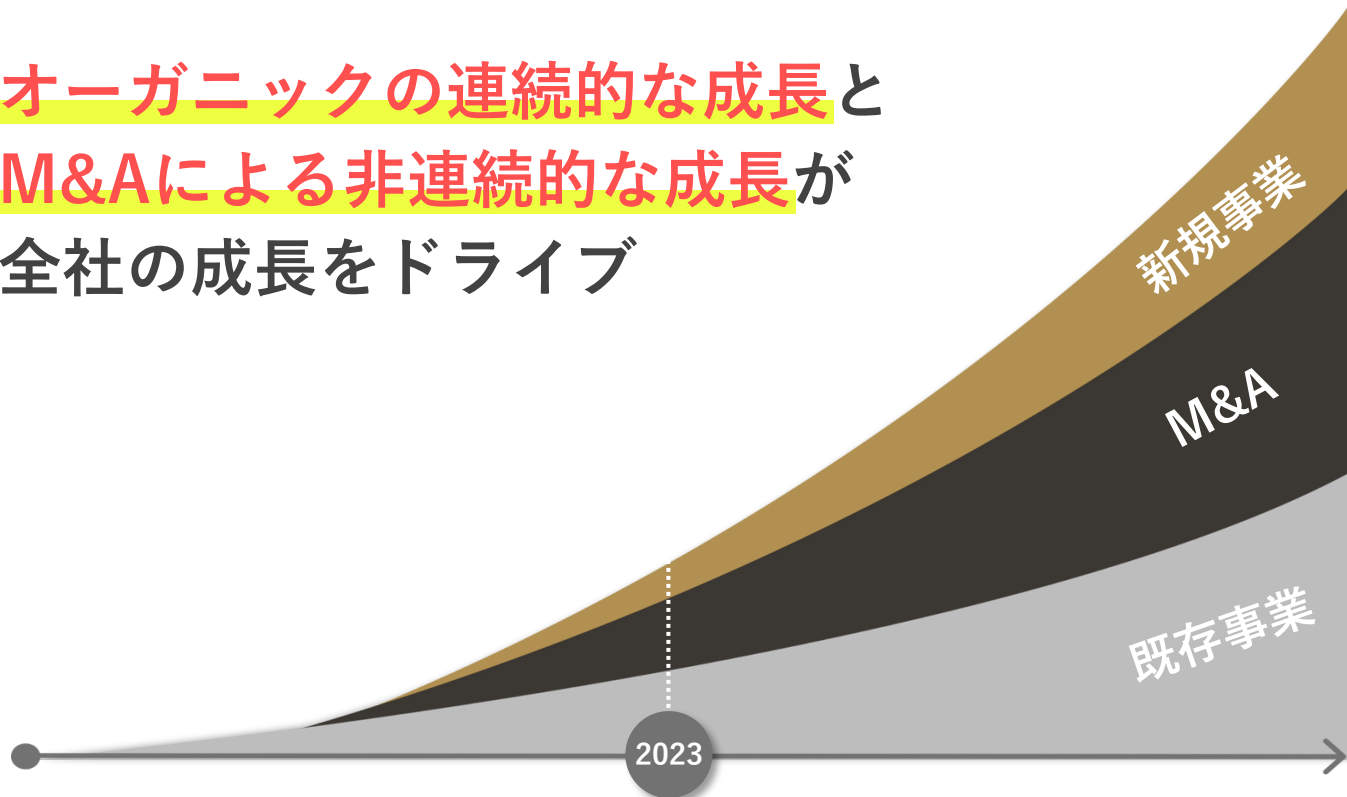 オーガニックの連続的な成長と
M&Aによる非連続的な成長が
全社の成長をドライブ
新規事業
M&A
既存事業
2023